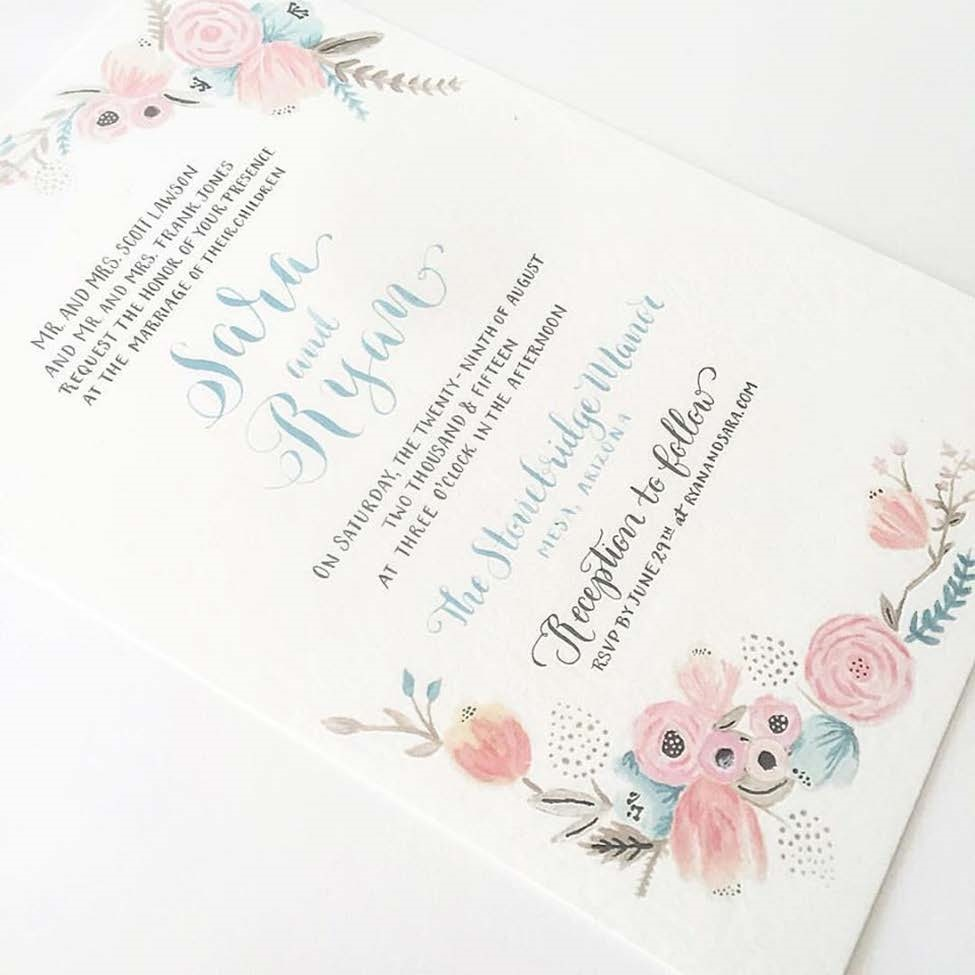 MR. AND MRS. SCOTT LAWSON
AND MR. AND MRS. FRANK JONES
REQUEST THE HONOR OF YOUR PRESENCE
AT THE MARRIAGE OF THEIR CHILDREN
Sara
and
Ryan
ON SATURDAY, THE TWENTY-NINTH OF AUGUST
TWO THOUSAND & FIFTEEN
AT THREE O'CLOCK IN THE AFTERNOON
The Stonebridge Manor
MESA, ARIZONA
Reception to follow
RSVP BY JUNE 29TH at RYANANDSARA.COM